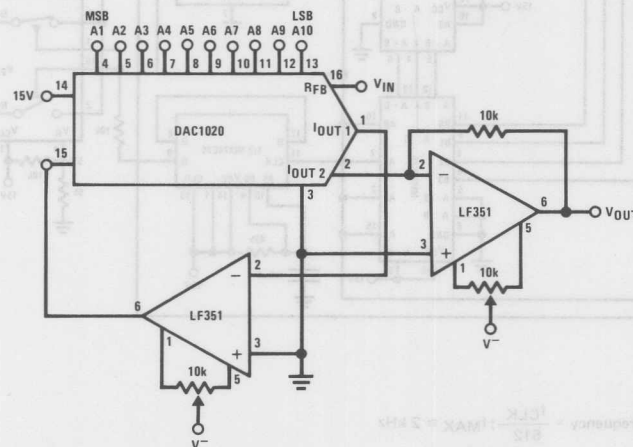 MSB LSB
A1 A2 A3 A4 A5 A6 A7 A8 A9 A10
4 5 6 7 8 9 10 11 12 13
14 16
15V RFB VIN
DAC1020
IOUT 1 1
10k
15
IOUT 2 2
3
2
−
6 VOUT
LF351
5
3
+
1
10k
V−
2
−
6
LF351
3
+
1
5
10k
V−